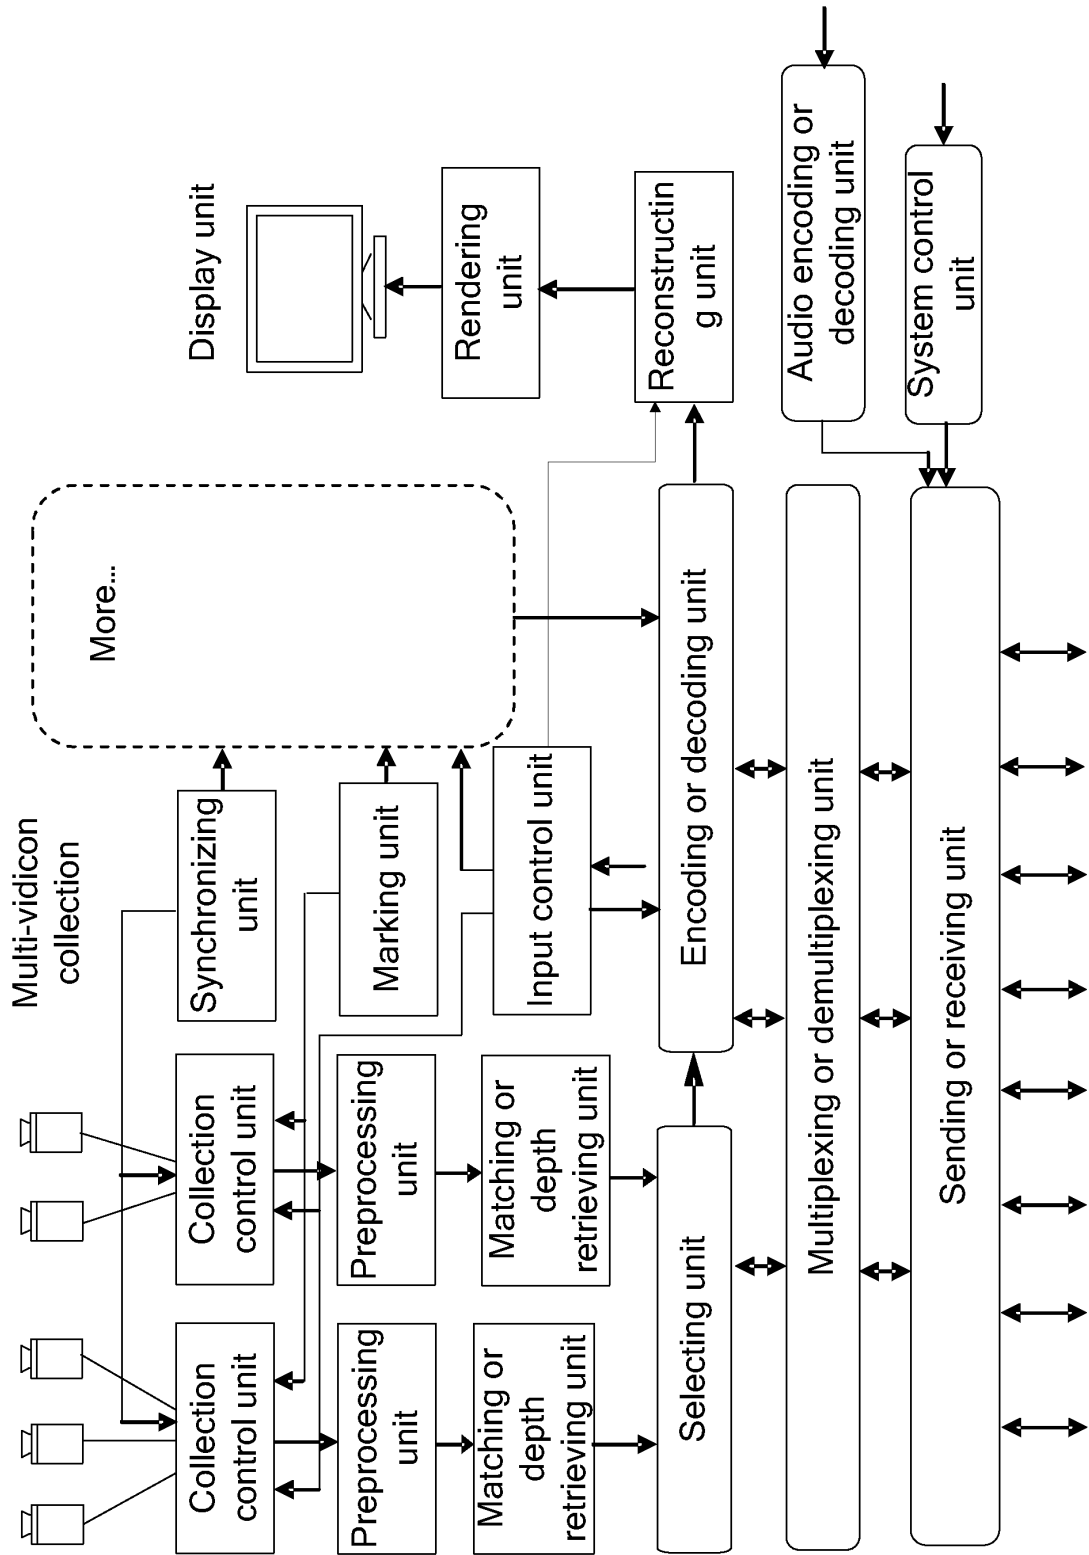 Multi-vidicon
collection
Display unit
More...
Synchronizing
unit
Marking unit
Input control unit
Collection
control unit
Collection
control unit
Preprocessing
unit
Preprocessing
unit
Matching or
depth
retrieving unit
Matching or
depth
retrieving unit
Rendering
unit
Reconstructin
g unit
Selecting unit
Encoding or decoding unit
Multiplexing or demultiplexing unit
Audio encoding or
decoding unit
System control
unit
Sending or receiving unit